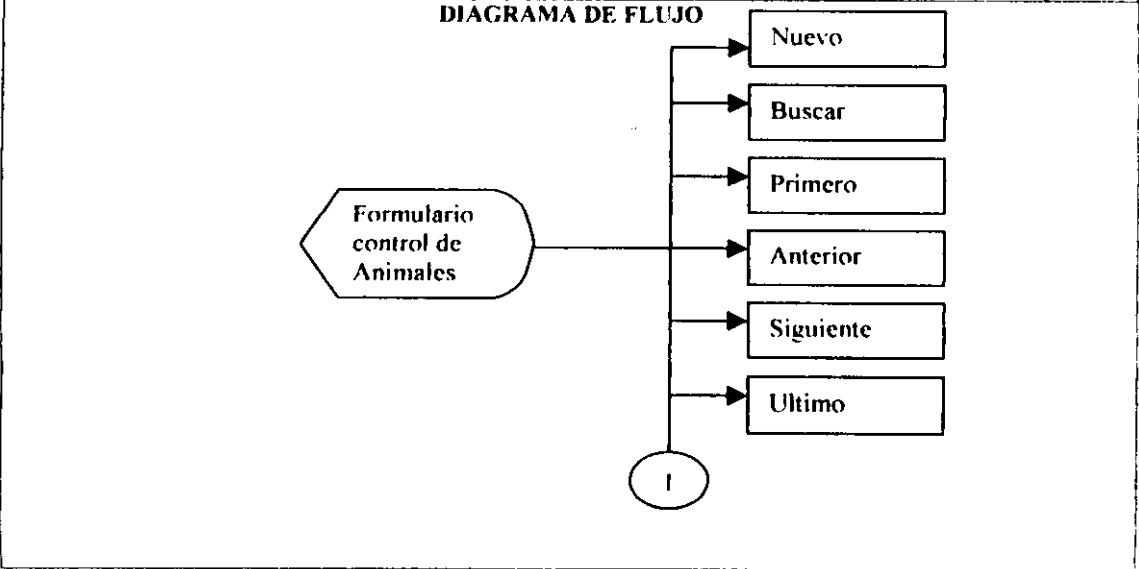 DIAGRAMA DE FLUJO
Nuevo
Buscar
Primero
Formulario
control de
Animales
Anterior
Siguiente
Ultimo
1